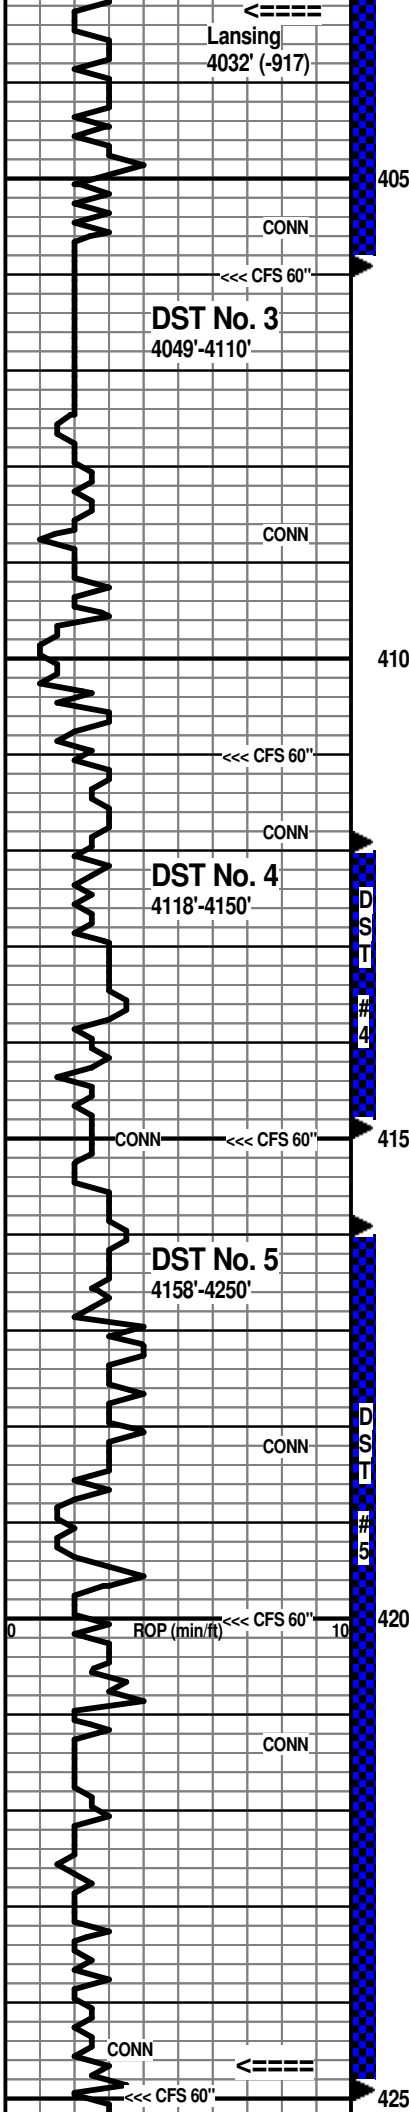 <====
Lansing
4032' (-917)
405
CONN
<<< CFS 60"
DST No. 3
4049'-4110'
CONN
410
<<< CFS 60"
CONN
DST No. 4
4118'-4150'
DST #4
CONN
<<< CFS 60"
415
DST No. 5
4158'-4250'
CONN
DST #5
<<< CFS 60"
420
0 ROP (min/ft) 10
CONN
CONN
<====
<<< CFS 60"
425